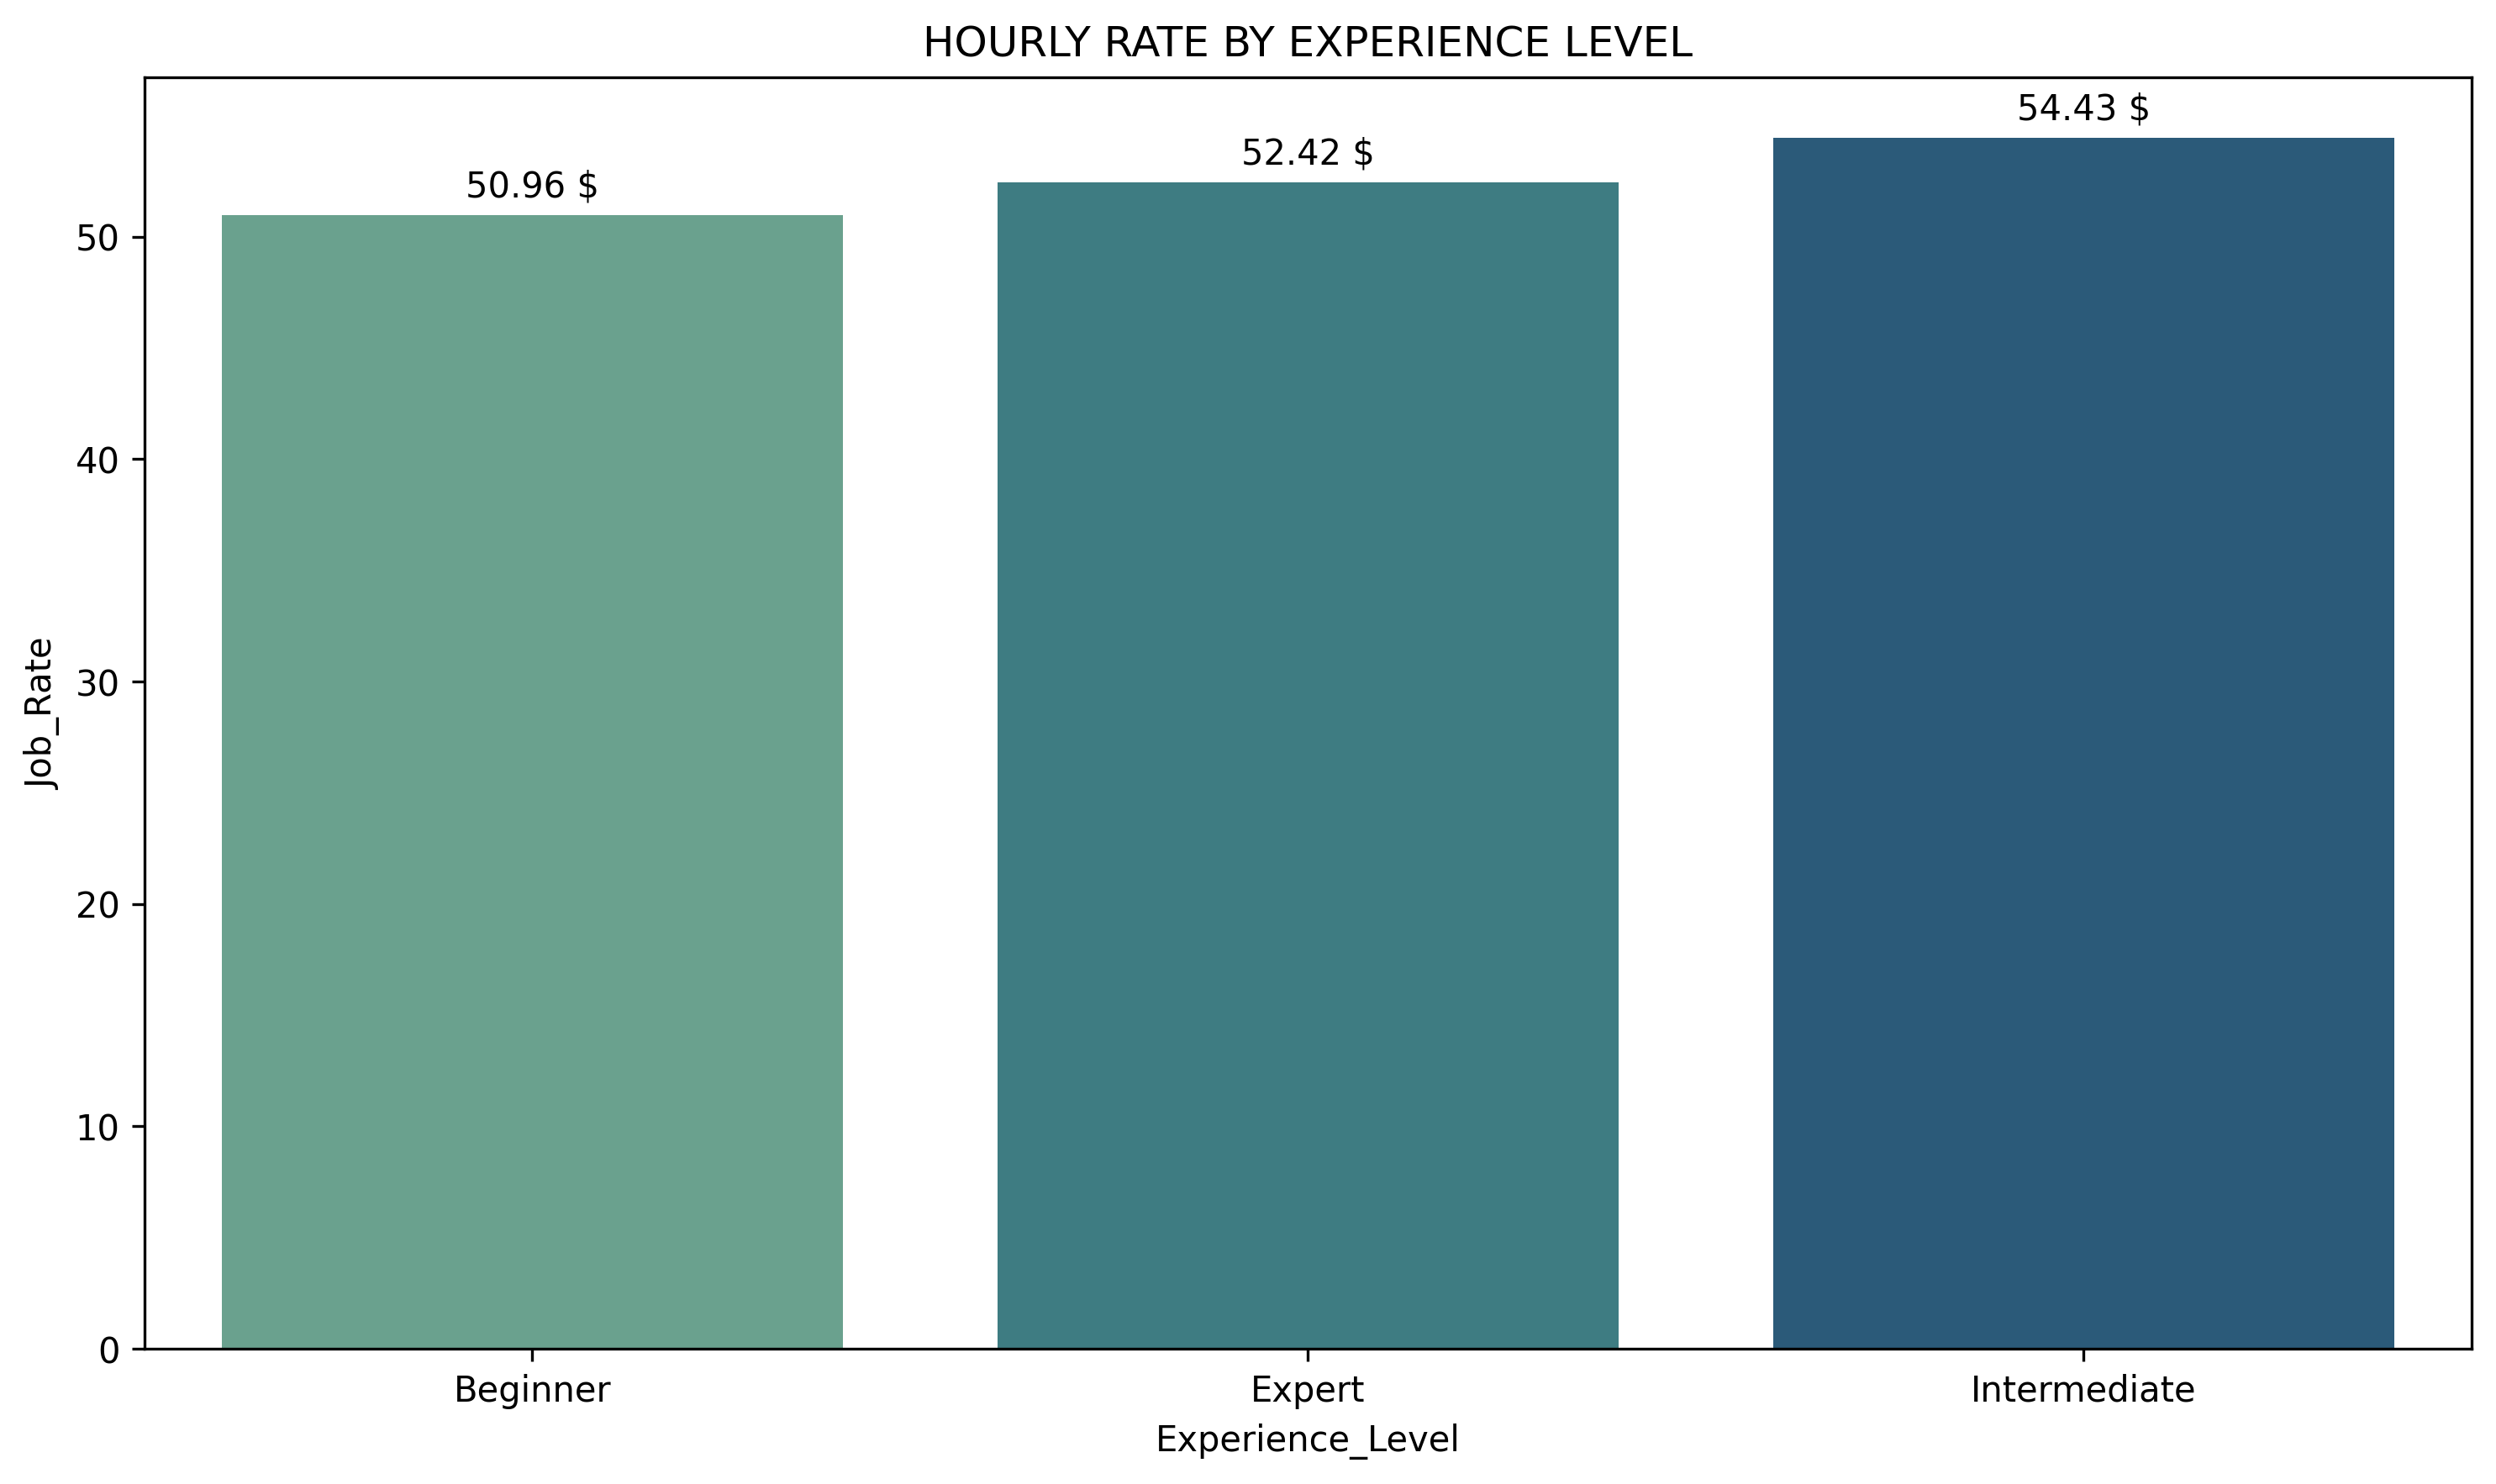 HOURLY RATE BY EXPERIENCE LEVEL
50.96 $
52.42 $
54.43 $
50
40
30
20
10
0
Job_Rate
Beginner
Expert
Intermediate
Experience_Level